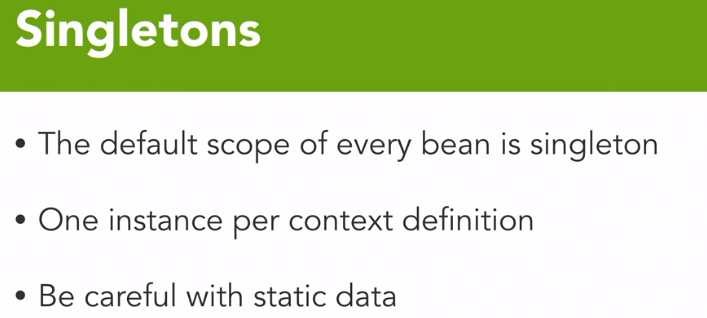 Singletons
• The default scope of every bean is singleton
• One instance per context definition
• Be careful with static data